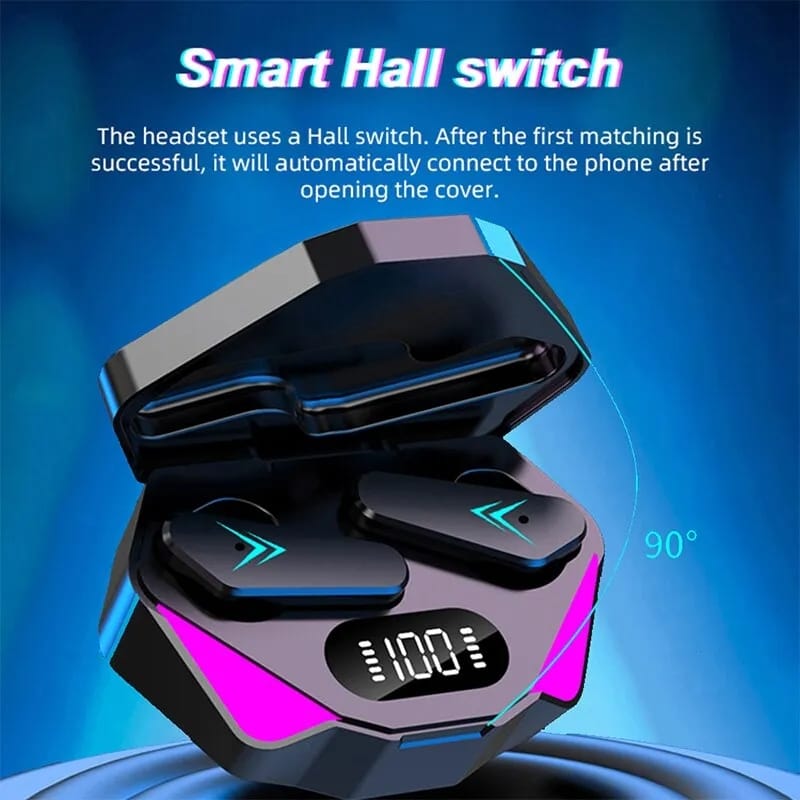 Smart Hall switch
The headset uses a Hall switch. After the first matching is
successful, it will automatically connect to the phone after
opening the cover.
90°
100